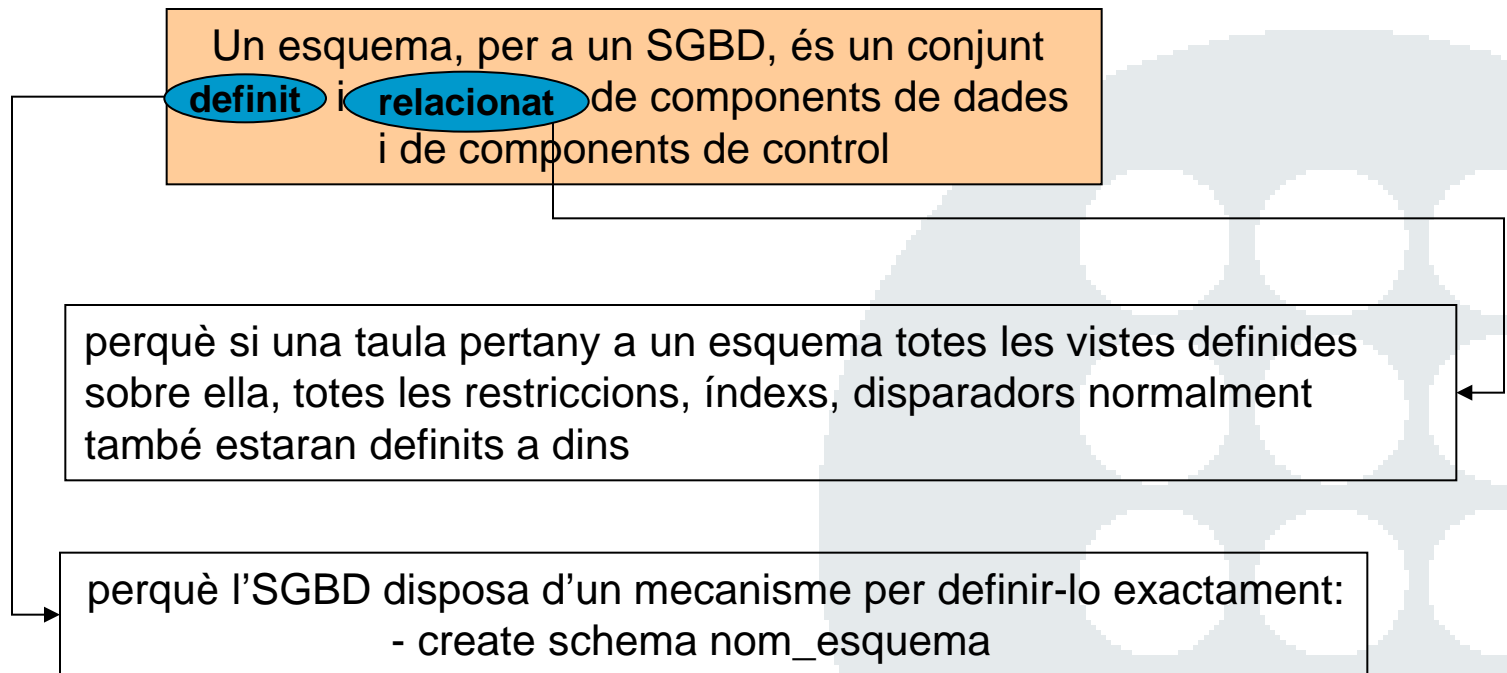 Un esquema, per a un SGBD, és un conjunt
definit i relacionat de components de dades
i de components de control
perquè si una taula pertany a un esquema totes les vistes definides
sobre ella, totes les restriccions, índexs, disparadors normalment
també estaran definits a dins
perquè l’SGBD disposa d’un mecanisme per definir-lo exactament:
- create schema nom_esquema